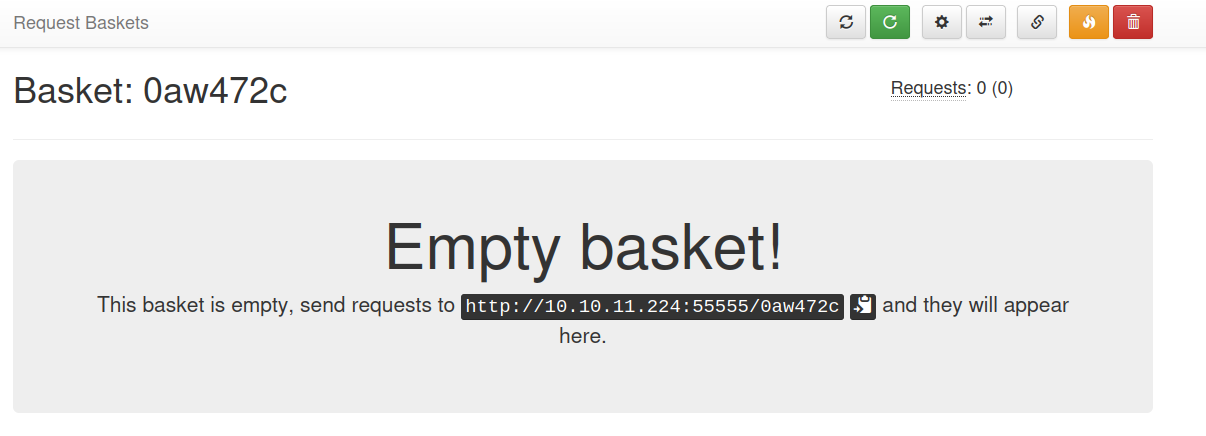 Request Baskets
Basket: 0aw472c
Requests: 0 (0)
Empty basket!
This basket is empty, send requests to http://10.10.11.224:55555/0aw472c and they will appear
here.